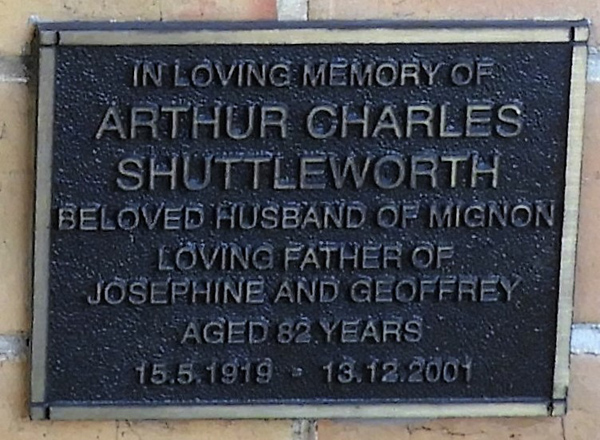 IN LOVING MEMORY OF
ARTHUR CHARLES
SHUTTLEWORTH
BELOVED HUSBAND OF MIGNON
LOVING FATHER OF
JOSEPHINE AND GEOFFREY
AGED 82 YEARS
15.5.1919 - 13.12.2001